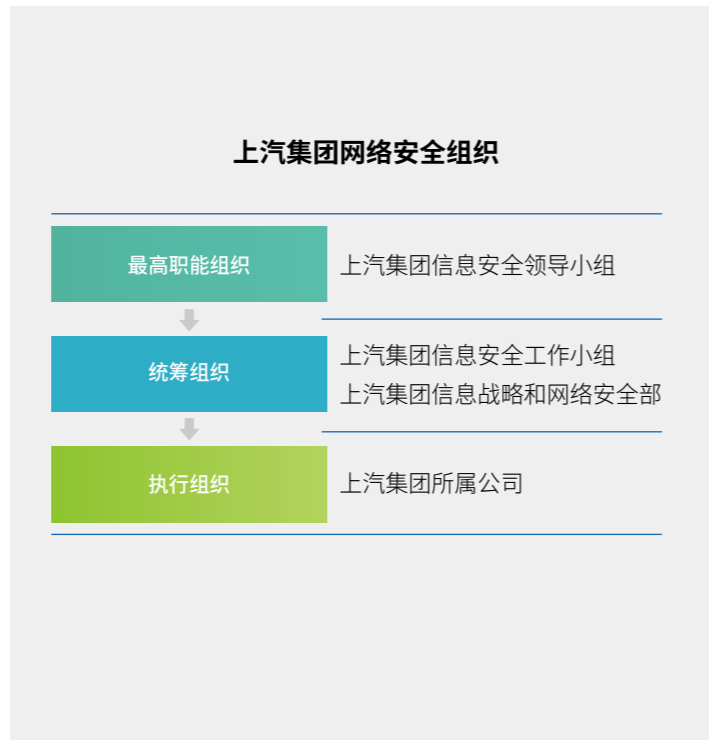 上汽集团网络安全组织
最高职能组织
上汽集团信息安全领导小组
统筹组织
上汽集团信息安全工作小组
上汽集团信息战略和网络安全部
执行组织
上汽集团所属公司